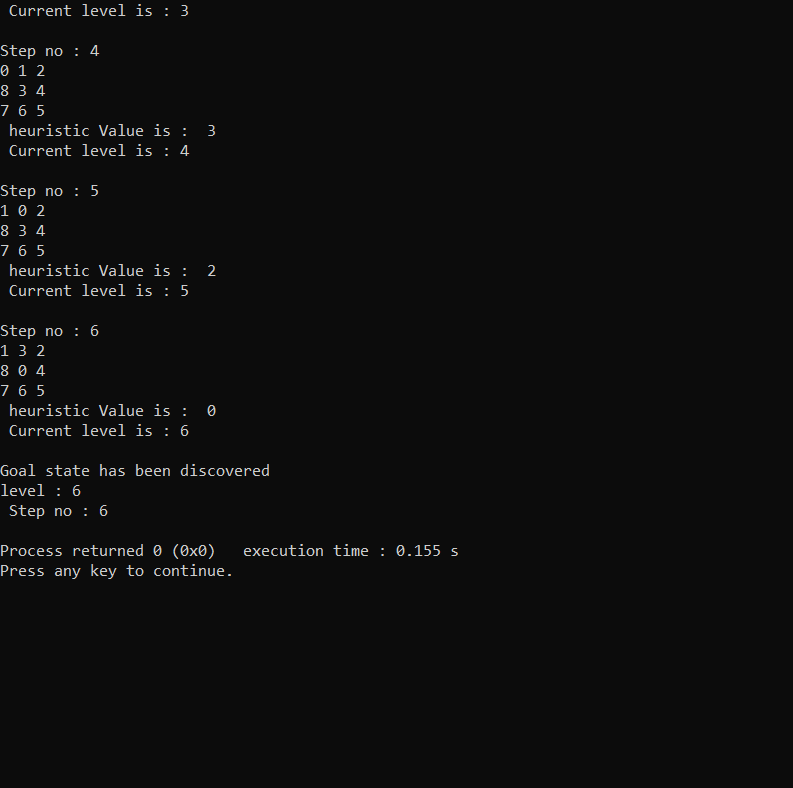 Current level is : 3
Step no : 4
0 1 2
8 3 4
7 6 5
heuristic Value is :  3
Current level is : 4
Step no : 5
1 0 2
8 3 4
7 6 5
heuristic Value is :  2
Current level is : 5
Step no : 6
1 3 2
8 0 4
7 6 5
heuristic Value is :  0
Current level is : 6
Goal state has been discovered
level : 6
Step no : 6
Process returned 0 (0x0)   execution time : 0.155 s
Press any key to continue.